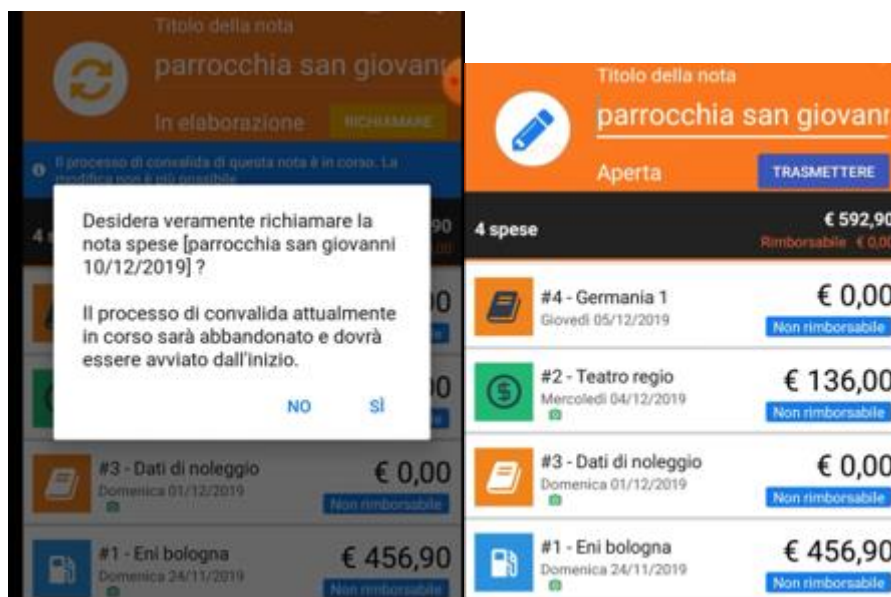 Titolo della nota
parrocchia san giovan
In elaborazione
RICHIAMARE
Il processo di convalida di questa nota è in corso. La
modifica non è più possibile
Desidera veramente richiamare la
nota spese [parrocchia san giovanni
10/12/2019] ?
Il processo di convalida attualmente
in corso sarà abbandonato e dovrà
essere avviato dall'inizio.
NO
SÌ
#3 - Dati di noleggio
€ 0,00
Domenica 01/12/2019
Non rimborsabile
#1 - Eni bologna
€ 456,90
Domenica 24/11/2019
Non rimborsabile
Titolo della nota
parrocchia san giovann
Aperta
TRASMETTERE
4 spese
€ 592,90
Rimborsabile € 0,00
#4 - Germania 1
€ 0,00
Giovedì 05/12/2019
Non rimborsabile
#2 - Teatro regio
€ 136,00
Mercoledì 04/12/2019
Non rimborsabile
#3 - Dati di noleggio
€ 0,00
Domenica 01/12/2019
Non rimborsabile
#1 - Eni bologna
€ 456,90
Domenica 24/11/2019
Non rimborsabile